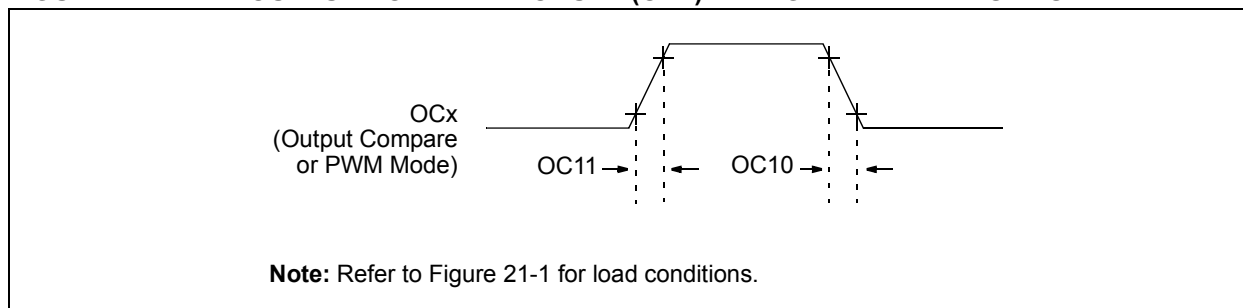 OCx
(Output Compare
or PWM Mode)
OC11
OC10
Note: Refer to Figure 21-1 for load conditions.